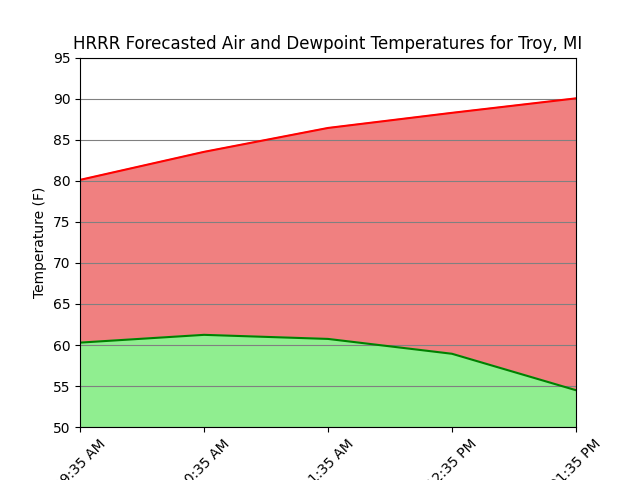 HRRR Forecasted Air and Dewpoint Temperatures for Troy, MI
95
90
85
80
75
70
65
60
55
50
Temperature (F)
9:35 AM
0:35 AM
1:35 AM
2:35 PM
01:35 PM